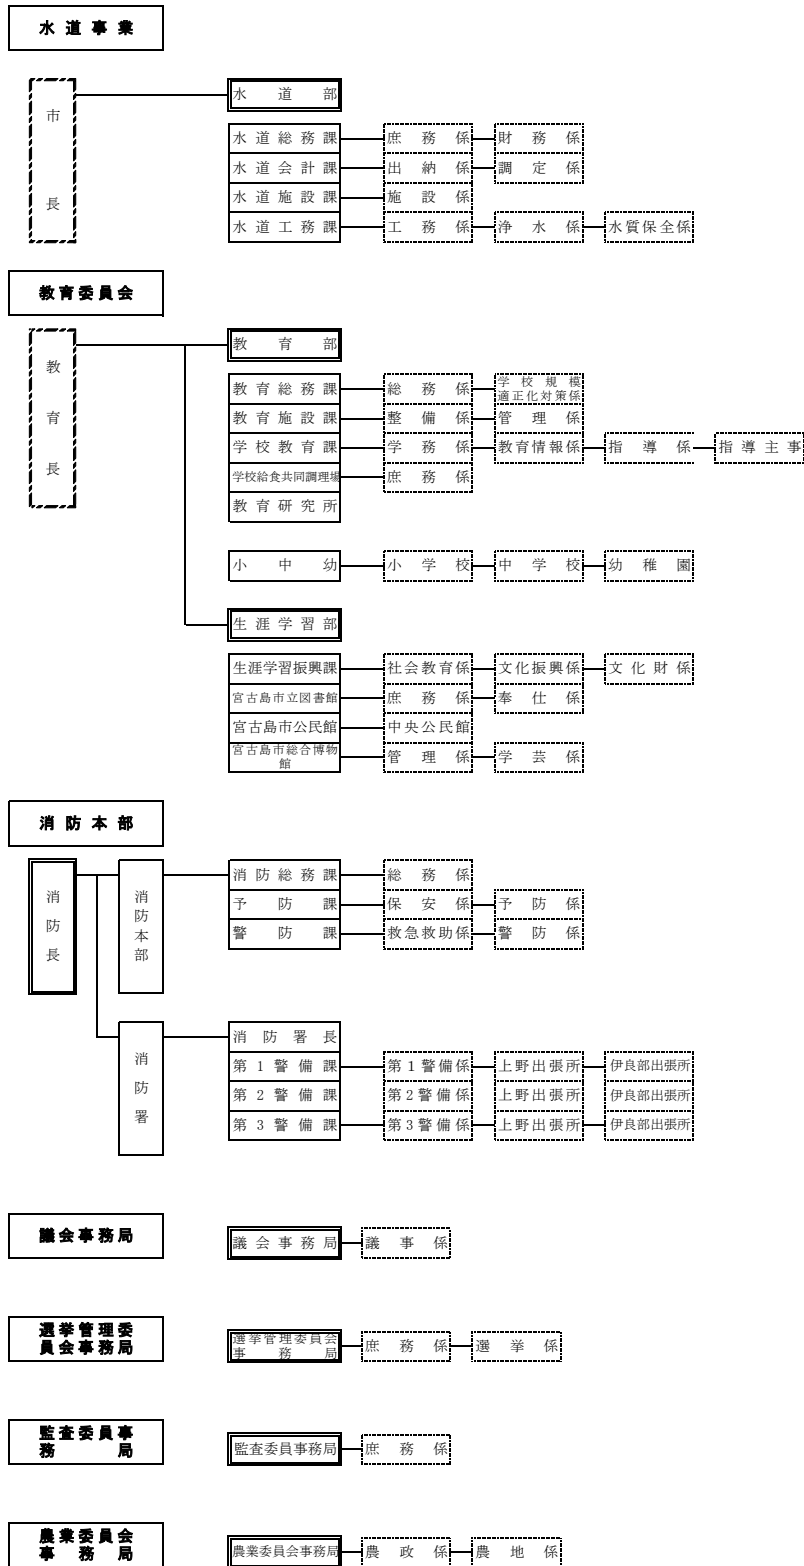 水道事業
市長
水道部
水道総務課 庶務係 財務係
水道会計課 出納係 調定係
水道施設課 施設係
水道工務課 工務係 浄水係 水質保全係
教育委員会
教育長
教育部
教育総務課 総務係 学校規模
適正化対策係
教育施設課 整備係 管理係
学校教育課 学務係 教育情報係 指導係 指導主事
学校給食共同調理場 庶務係
教育研究所
小中幼 小学校 中学校 幼稚園
生涯学習部
生涯学習振興課 社会教育係 文化振興係 文化財係
宮古島市立図書館 庶務係 奉仕係
宮古島市公民館 中央公民館
宮古島市総合博物
館
管理係 学芸係
消防本部
消防長
消防本部
消防総務課 総務係
予防課 保安係 予防係
警防課 救急救助係 警防係
消防署
消防署長
第1警備課 第1警備係 上野出張所 伊良部出張所
第2警備課 第2警備係 上野出張所 伊良部出張所
第3警備課 第3警備係 上野出張所 伊良部出張所
議会事務局
議会事務局 議事係
選挙管理委
員会事務局
選挙管理委員会
事務局
庶務係 選挙係
監査委員事
務局
監査委員事務局 庶務係
農業委員会
事務局
農業委員会事務局 農政係 農地係